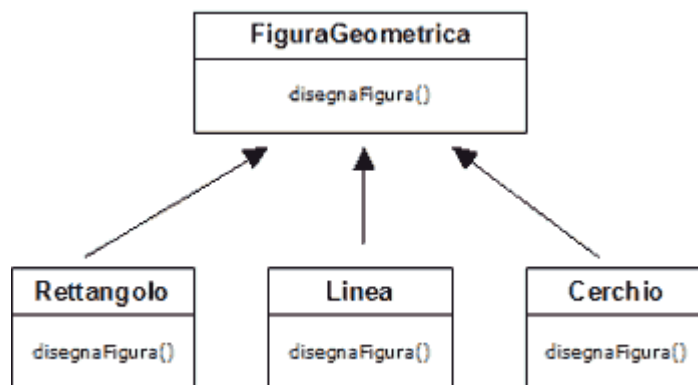 FiguraGeometrica
disegnaFigura()
Rettangolo
disegnaFigura()
Linea
disegnaFigura()
Cerchio
disegnaFigura()